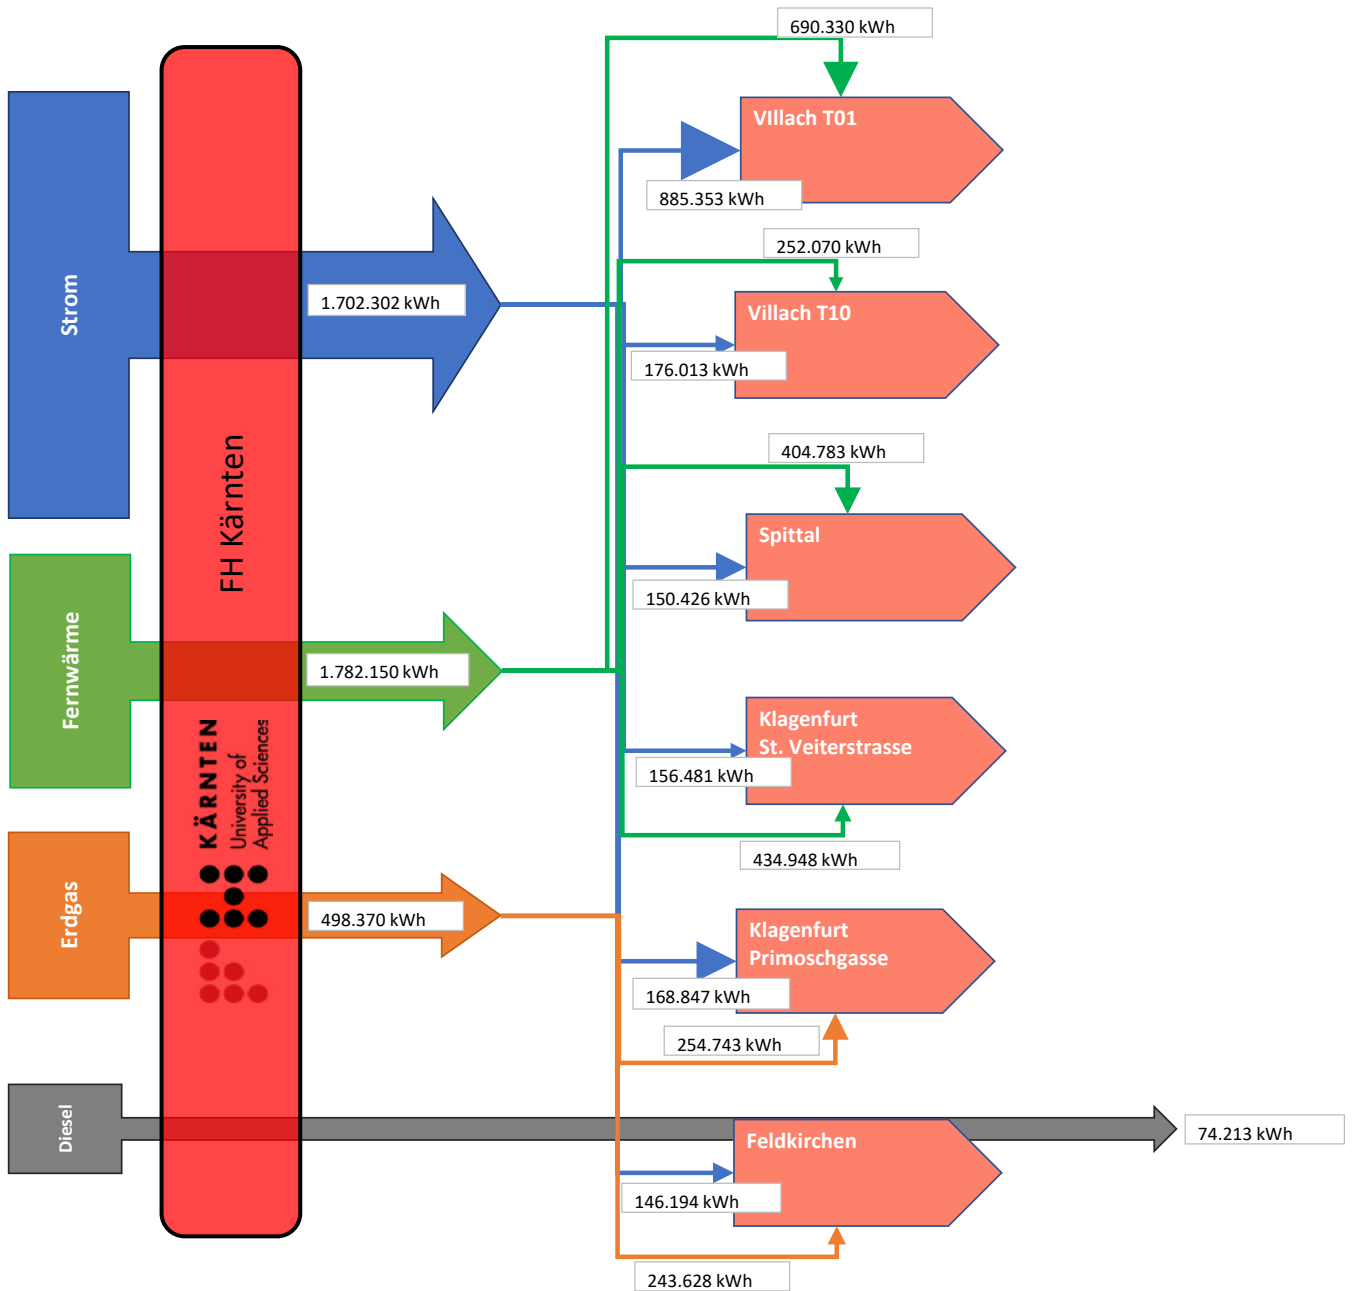 690.330 kWh
VIllach T01
885.353 kWh
252.070 kWh
Strom
1.702.302 kWh
Villach T10
176.013 kWh
404.783 kWh
FH Kärnten
Spittal
150.426 kWh
Fernwärme
1.782.150 kWh
Klagenfurt
St. Veiterstrasse
156.481 kWh
KÄRNTEN
University of
Applied Sciences
434.948 kWh
Erdgas
498.370 kWh
Klagenfurt
Primoschgasse
168.847 kWh
254.743 kWh
Diesel
74.213 kWh
Feldkirchen
146.194 kWh
243.628 kWh